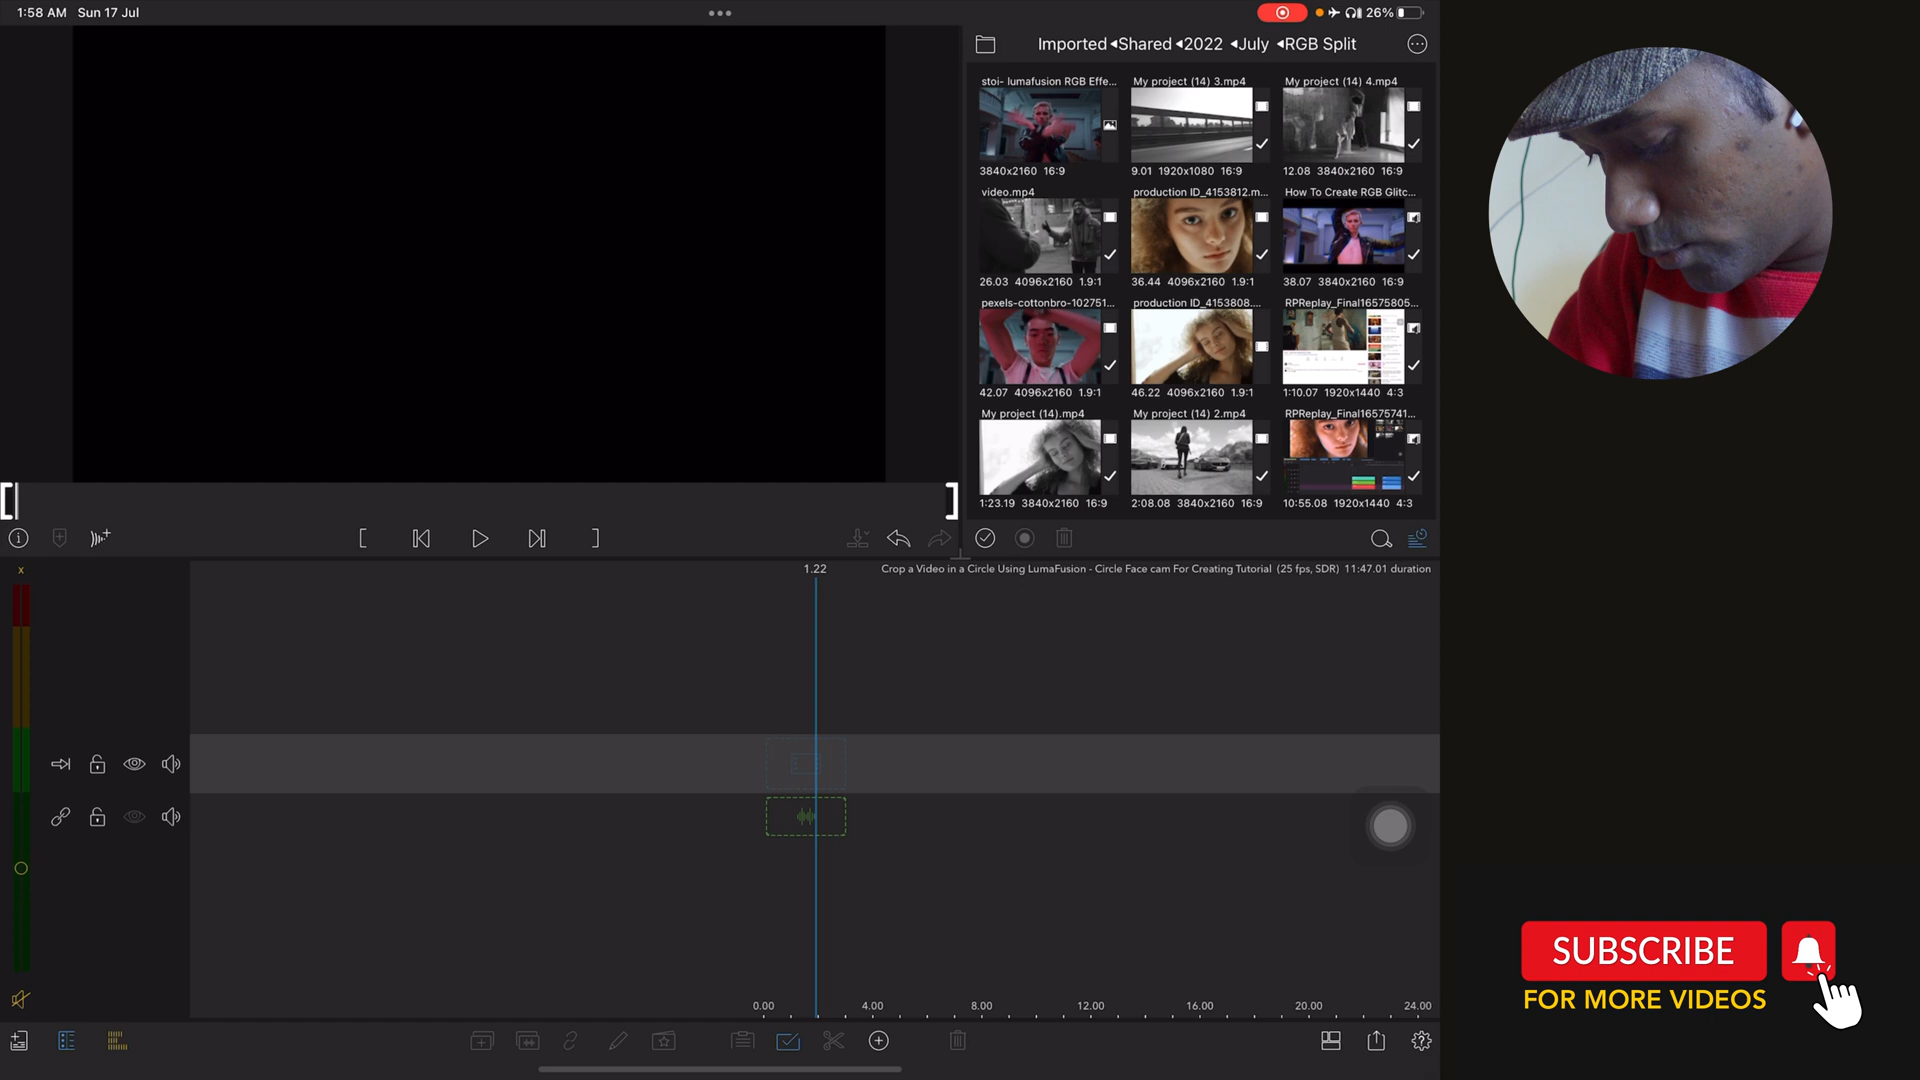 1:58 AM Sun 17 Jul
26%
Imported Shared 2022 July RGB Split
stoi- lumafusion RGB Effe...
My project (14) 3.mp4
My project (14) 4.mp4
3840x2160 16:9
9.01 1920x1080 16:9
12.08 3840x2160 16:9
video.mp4
production ID_4153812.m...
How To Create RGB Glitc...
26.03 4096x2160 1.9:1
36.44 4096x2160 1.9:1
38.07 3840x2160 16:9
pexels-cottonbro-102751...
production ID_4153808....
RPReplay_Final16575805...
42.07 4096x2160 1.9:1
46.22 4096x2160 1.9:1
1:10.07 1920x1440 4:3
My project (14).mp4
My project (14) 2.mp4
RPReplay_Final16575741...
1:23.19 3840x2160 16:9
2:08.08 3840x2160 16:9
10:55.08 1920x1440 4:3
x
1.22
Crop a Video in a Circle Using LumaFusion - Circle Face cam For Creating Tutorial (25 fps, SDR) 11:47.01 duration
0.00 4.00 8.00 12.00 16.00 20.00 24.00
SUBSCRIBE
FOR MORE VIDEOS